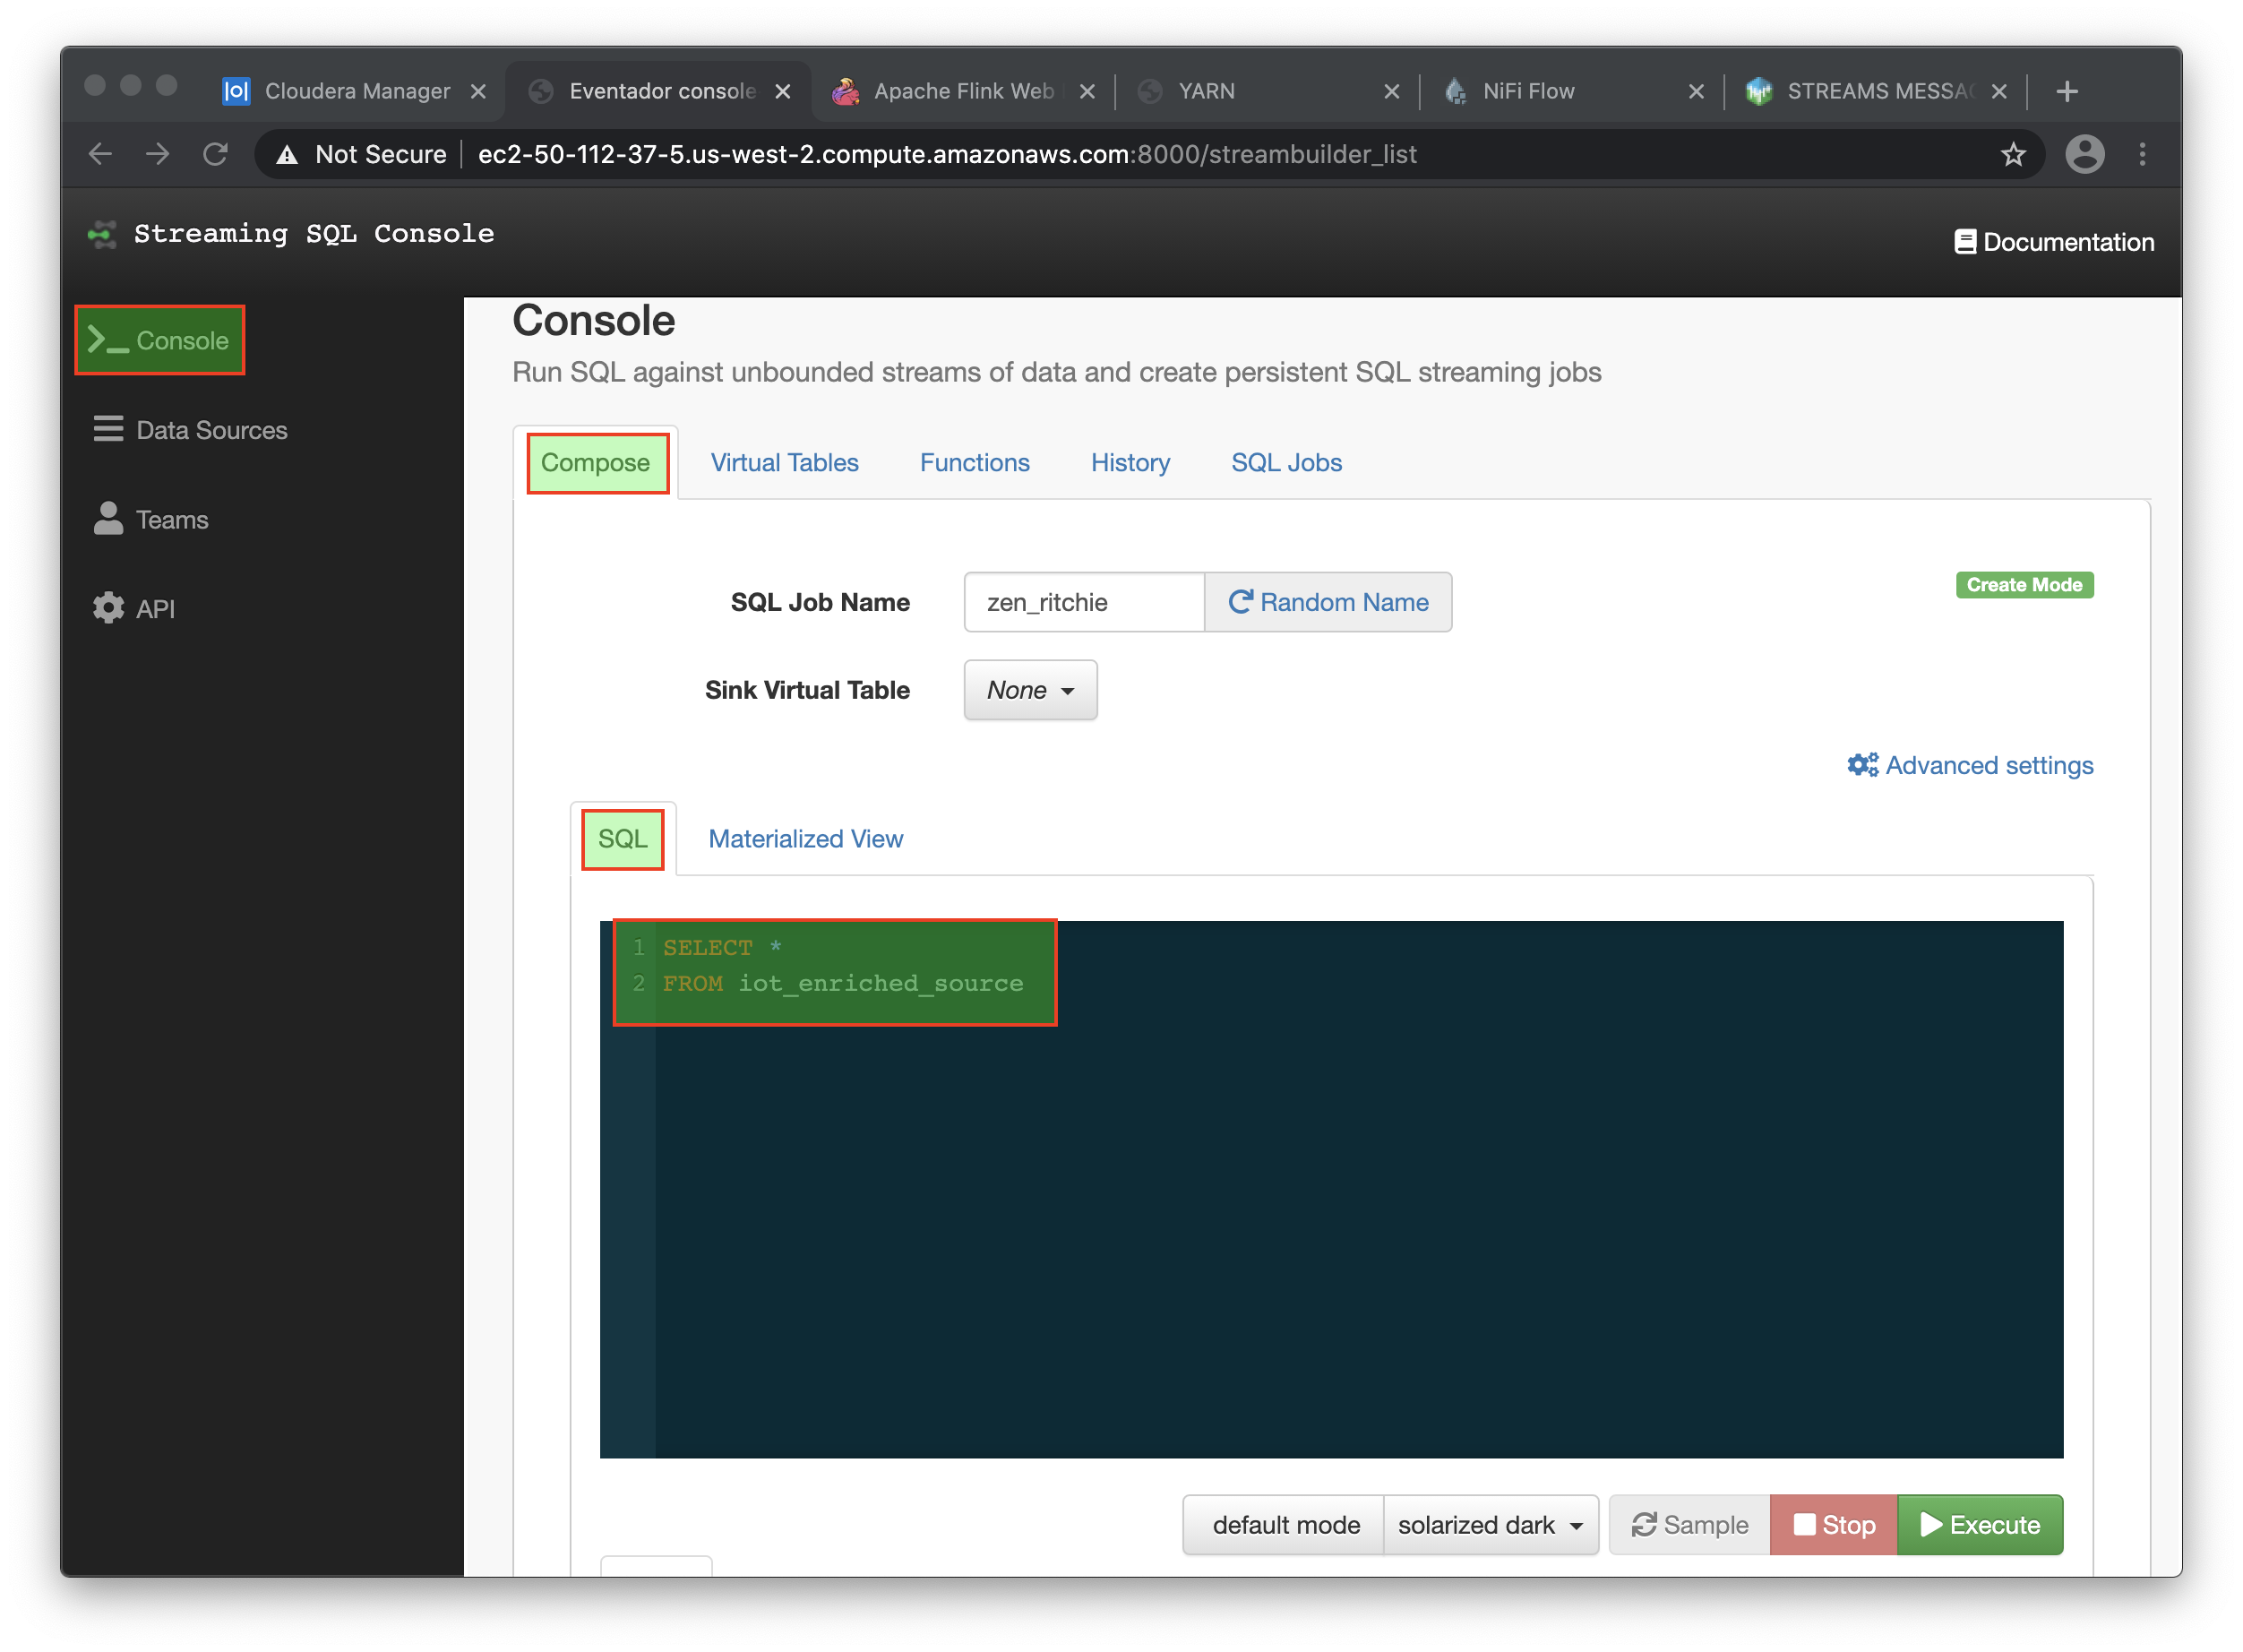 Cloudera Manager
Eventador console
Apache Flink Web
YARN
NiFi Flow
STREAMS MESSAG
Not Secure ec2-50-112-37-5.us-west-2.compute.amazonaws.com:8000/streambuilder_list
Streaming SQL Console
Documentation
Console
Data Sources
Teams
API
Console
Run SQL against unbounded streams of data and create persistent SQL streaming jobs
Compose Virtual Tables Functions History SQL Jobs
SQL Job Name zen_ritchie Random Name
Create Mode
Sink Virtual Table None
Advanced settings
SQL Materialized View
1 SELECT *
2 FROM iot_enriched_source
default mode solarized dark Sample Stop Execute